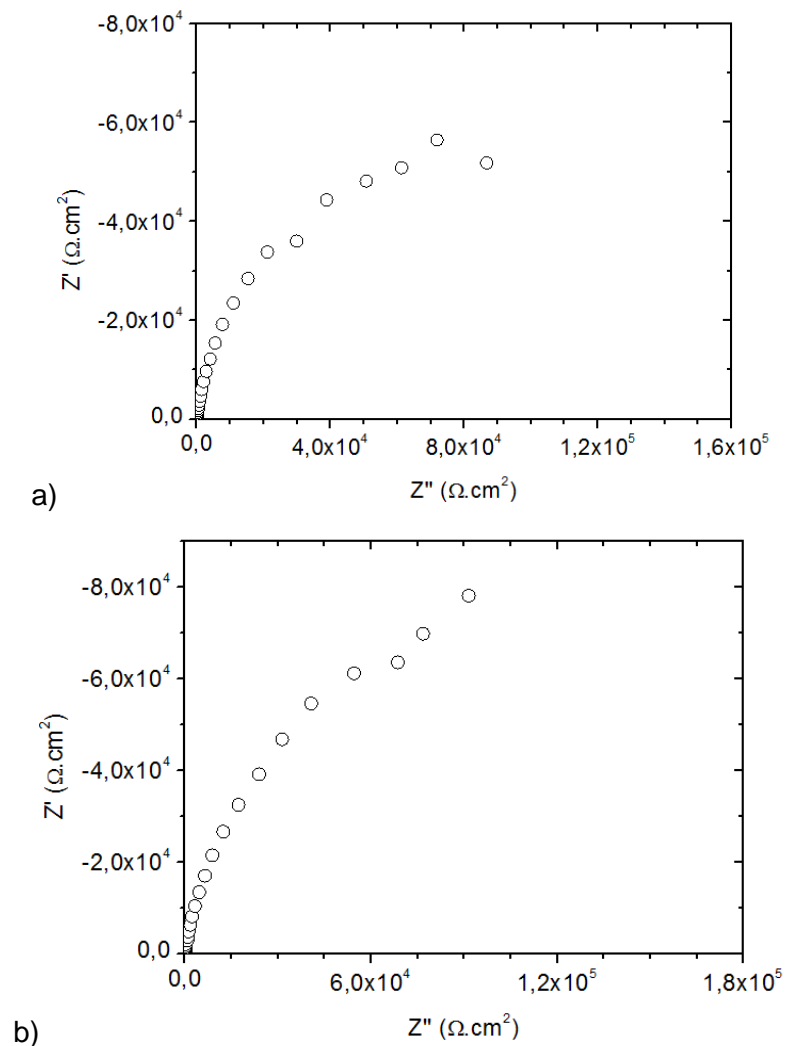 -8,0x10⁴
-6,0x10⁴
-4,0x10⁴
-2,0x10⁴
0,0
Z' (Ω.cm²)
0,0 4,0x10⁴ 8,0x10⁴ 1,2x10⁵ 1,6x10⁵
Z'' (Ω.cm²)
a)
-8,0x10⁴
-6,0x10⁴
-4,0x10⁴
-2,0x10⁴
0,0
Z' (Ω.cm²)
0,0 6,0x10⁴ 1,2x10⁵ 1,8x10⁵
Z'' (Ω.cm²)
b)